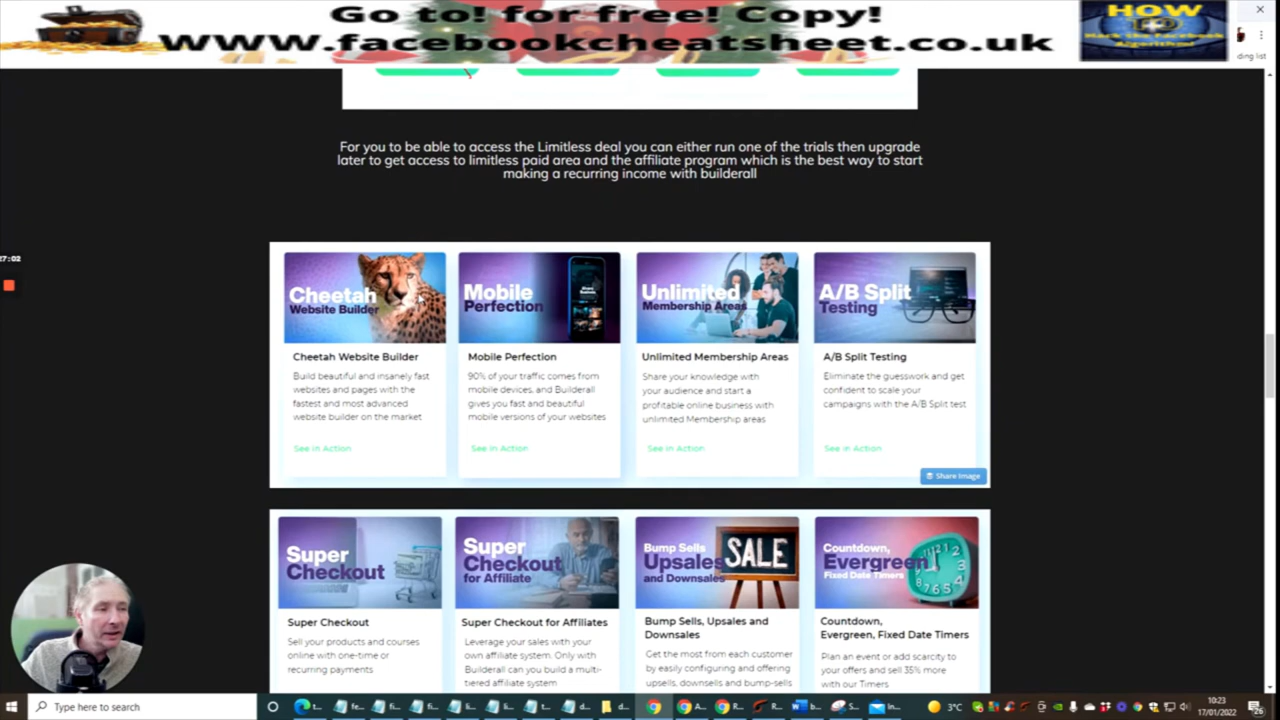 Go to! for free! Copy!
www.facebookcheatsheet.co.uk
HOW
Hack the Facebook
Algorithm!
ding list
For you to be able to access the Limitless deal you can either run one of the trials then upgrade
later to get access to limitless paid area and the affiliate program which is the best way to start
making a recurring income with builderall
27:02
Cheetah
Website Builder
Mobile
Perfection
Unlimited
Membership Areas
A/B Split
Testing
Cheetah Website Builder
Build beautiful and insanely fast
websites and pages with the
fastest and most advanced
website builder on the market
See in Action
Mobile Perfection
90% of your traffic comes from
mobile devices, and Builderall
gives you fast and beautiful
mobile versions of your websites
See in Action
Unlimited Membership Areas
Share your knowledge with
your audience and start a
profitable online business with
unlimited Membership areas
See in Action
A/B Split Testing
Eliminate the guesswork and get
confident to scale your
campaigns with the A/B Split test
See in Action
Share Image
Super
Checkout
Super
Checkout
for Affiliate
Bump Sells
Upsales
and Downsales
SALE
Countdown,
Evergreen,
Fixed Date Timers
Super Checkout
Sell your products and courses
online with one-time or
recurring payments
Super Checkout for Affiliates
Leverage your sales with your
own affiliate system. Only with
Builderall can you build a multi-
tiered affiliate system
Bump Sells, Upsales and
Downsales
Get the most from each customer
by easily configuring and offering
upsells, downsells and bump-sells
Countdown,
Evergreen, Fixed Date Timers
Plan an event or add scarcity to
your offers and sell 35% more
with our Timers
Type here to search
3°C
10:23
17/01/2022